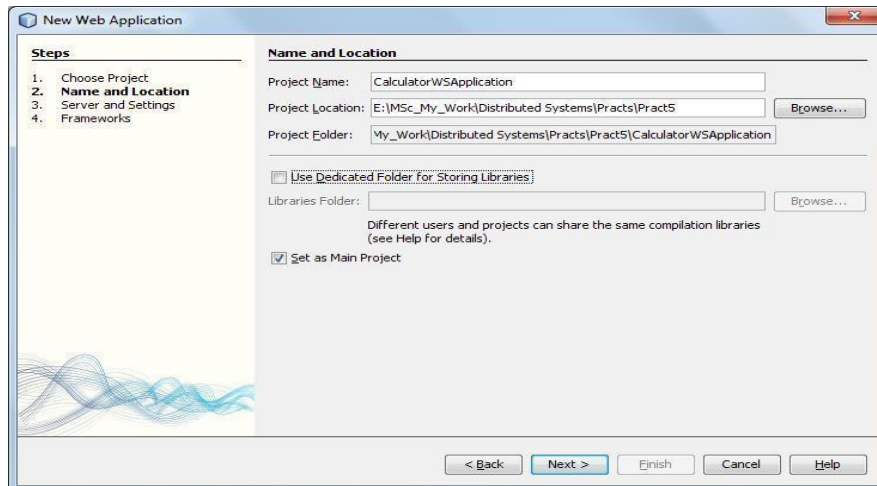 New Web Application
Steps
1. Choose Project
2. Name and Location
3. Server and Settings
4. Frameworks
Name and Location
Project Name: CalculatorWSApplication
Project Location: E:\MSc_My_Work\Distributed Systems\Practs\Pract5 Browse...
Project Folder: My_Work\Distributed Systems\Practs\Pract5\CalculatorWSApplication
Use Dedicated Folder for Storing Libraries
Libraries Folder: Browse...
Different users and projects can share the same compilation libraries
(see Help for details).
Set as Main Project
< Back Next > Finish Cancel Help